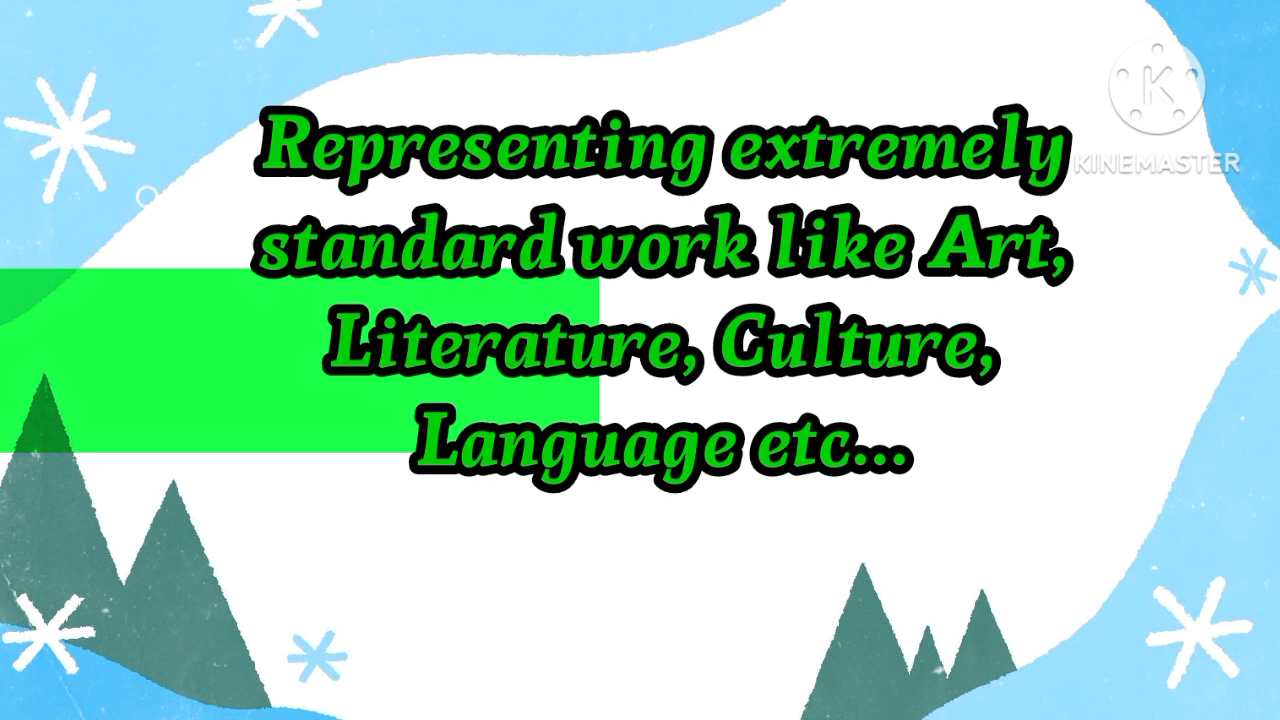 Representing extremely
standard work like Art,
Literature, Culture,
Language etc...
K
KINEMASTER